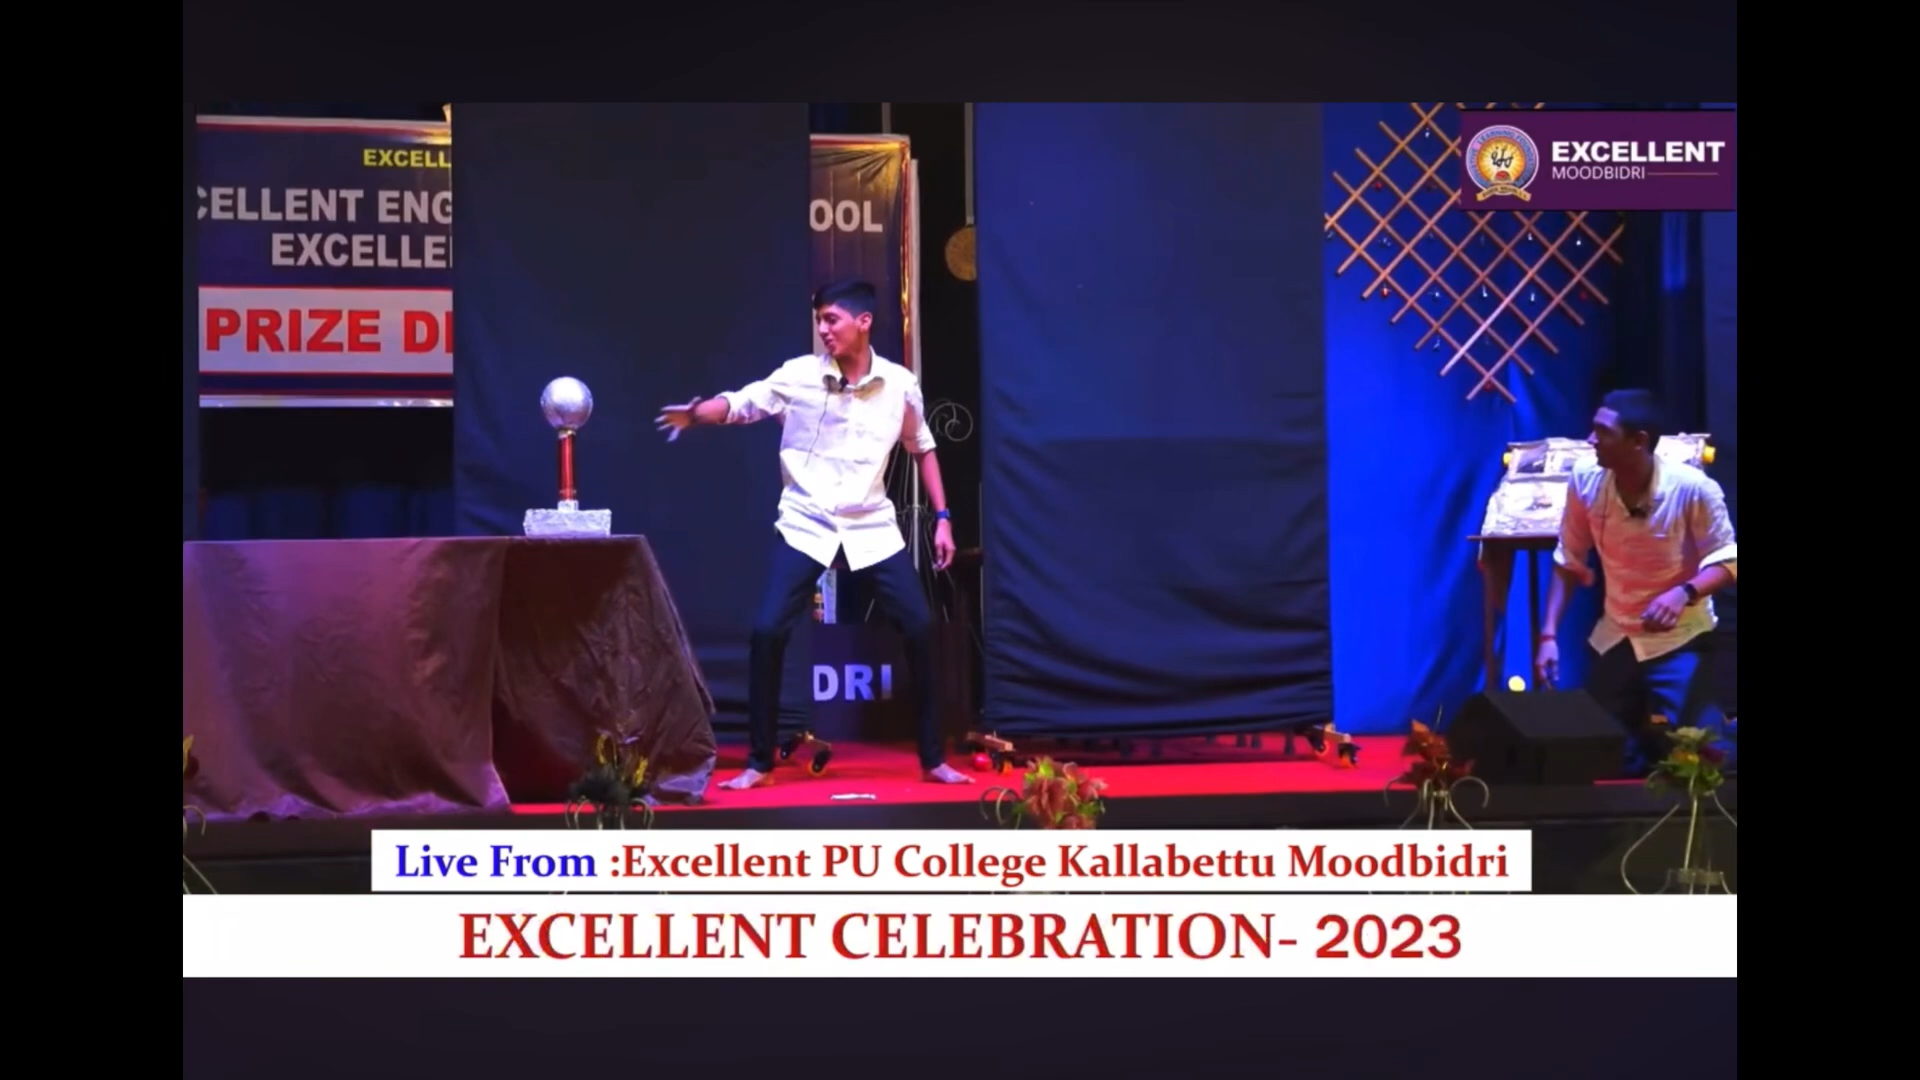 EXCELL
CELLENT ENG
OOL
EXCELLE
PRIZE DI
EXCELLENT
MOODBIDRI
DRI
Live From :Excellent PU College Kallabettu Moodbidri
EXCELLENT CELEBRATION- 2023